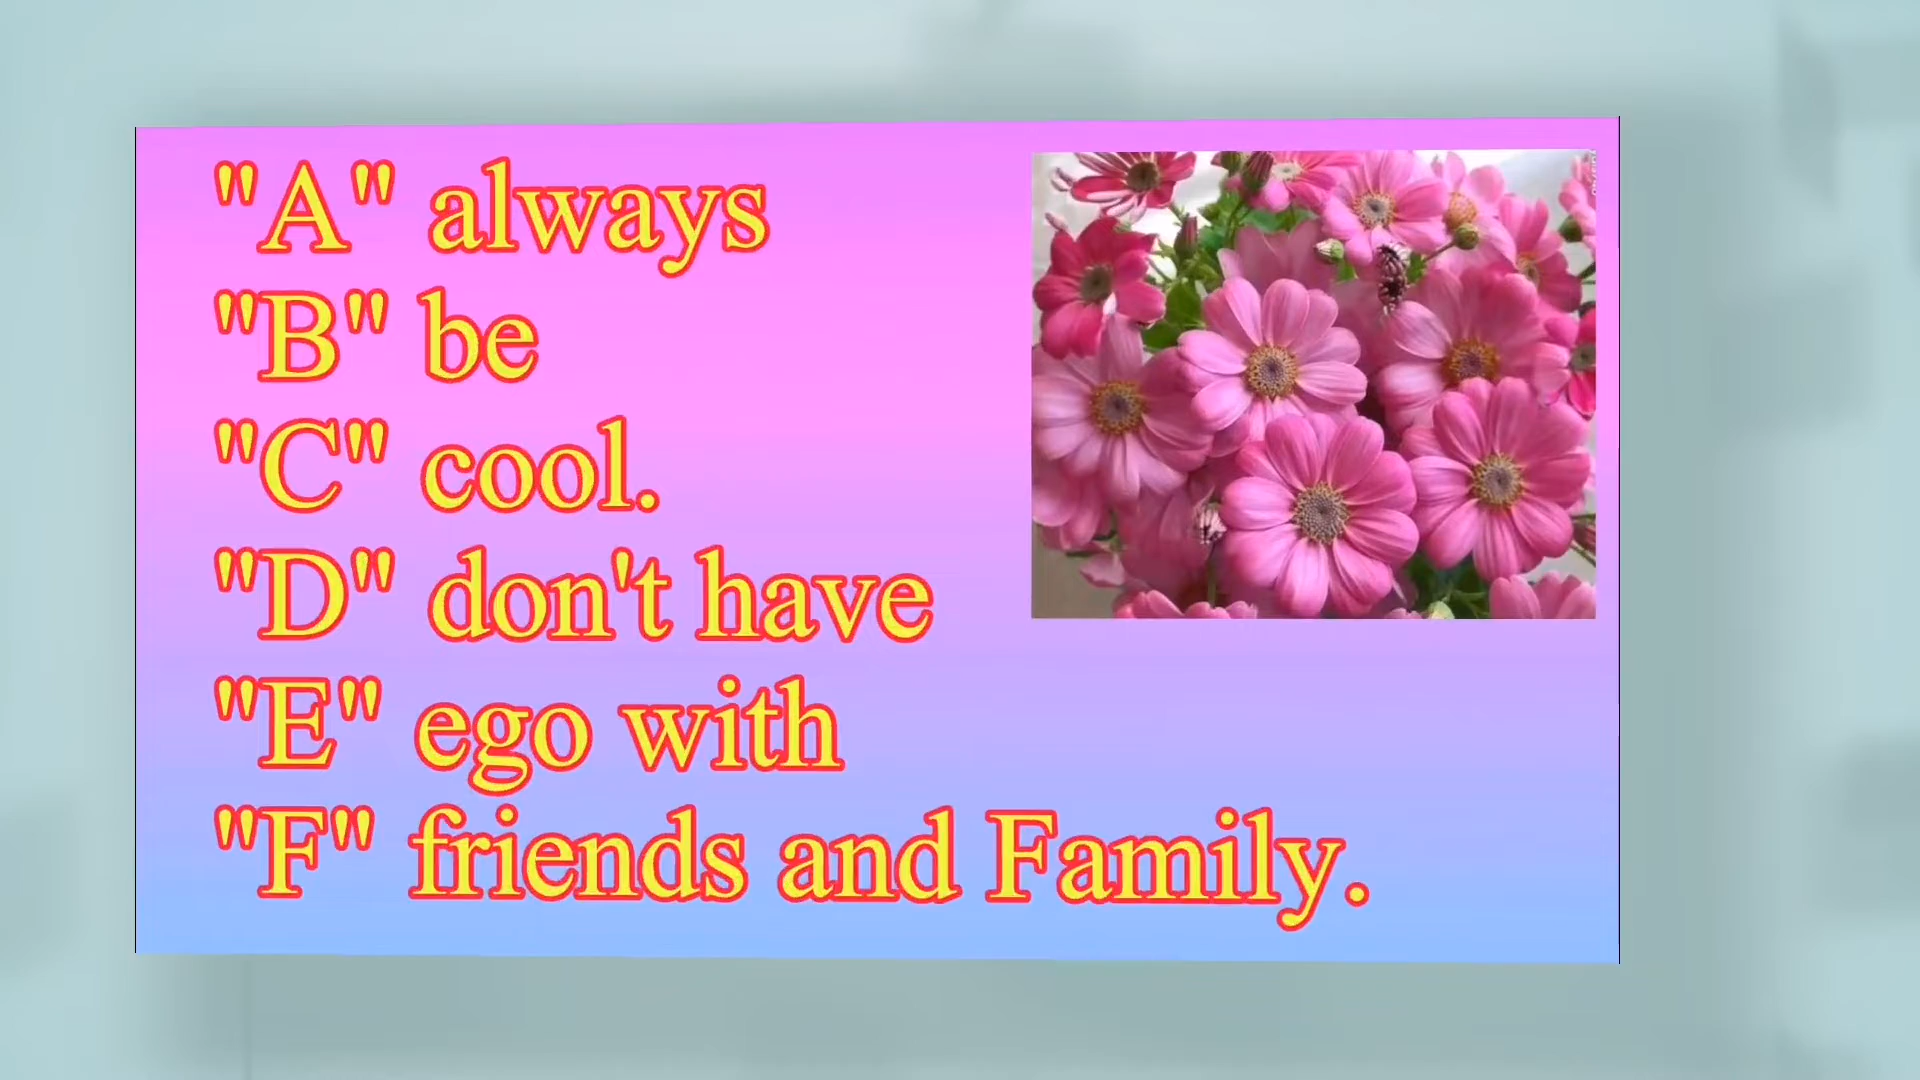 "A" always
"B" be
"C" cool.
"D" don't have
"E" ego with
"F" friends and Family.